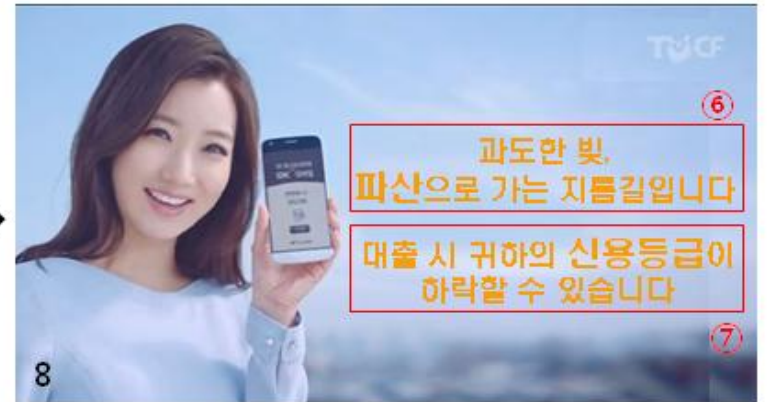 TVCF
⑥
과도한 빚,
파산으로 가는 지름길입니다
대출 시 귀하의 신용등급이
하락할 수 있습니다
⑦
8